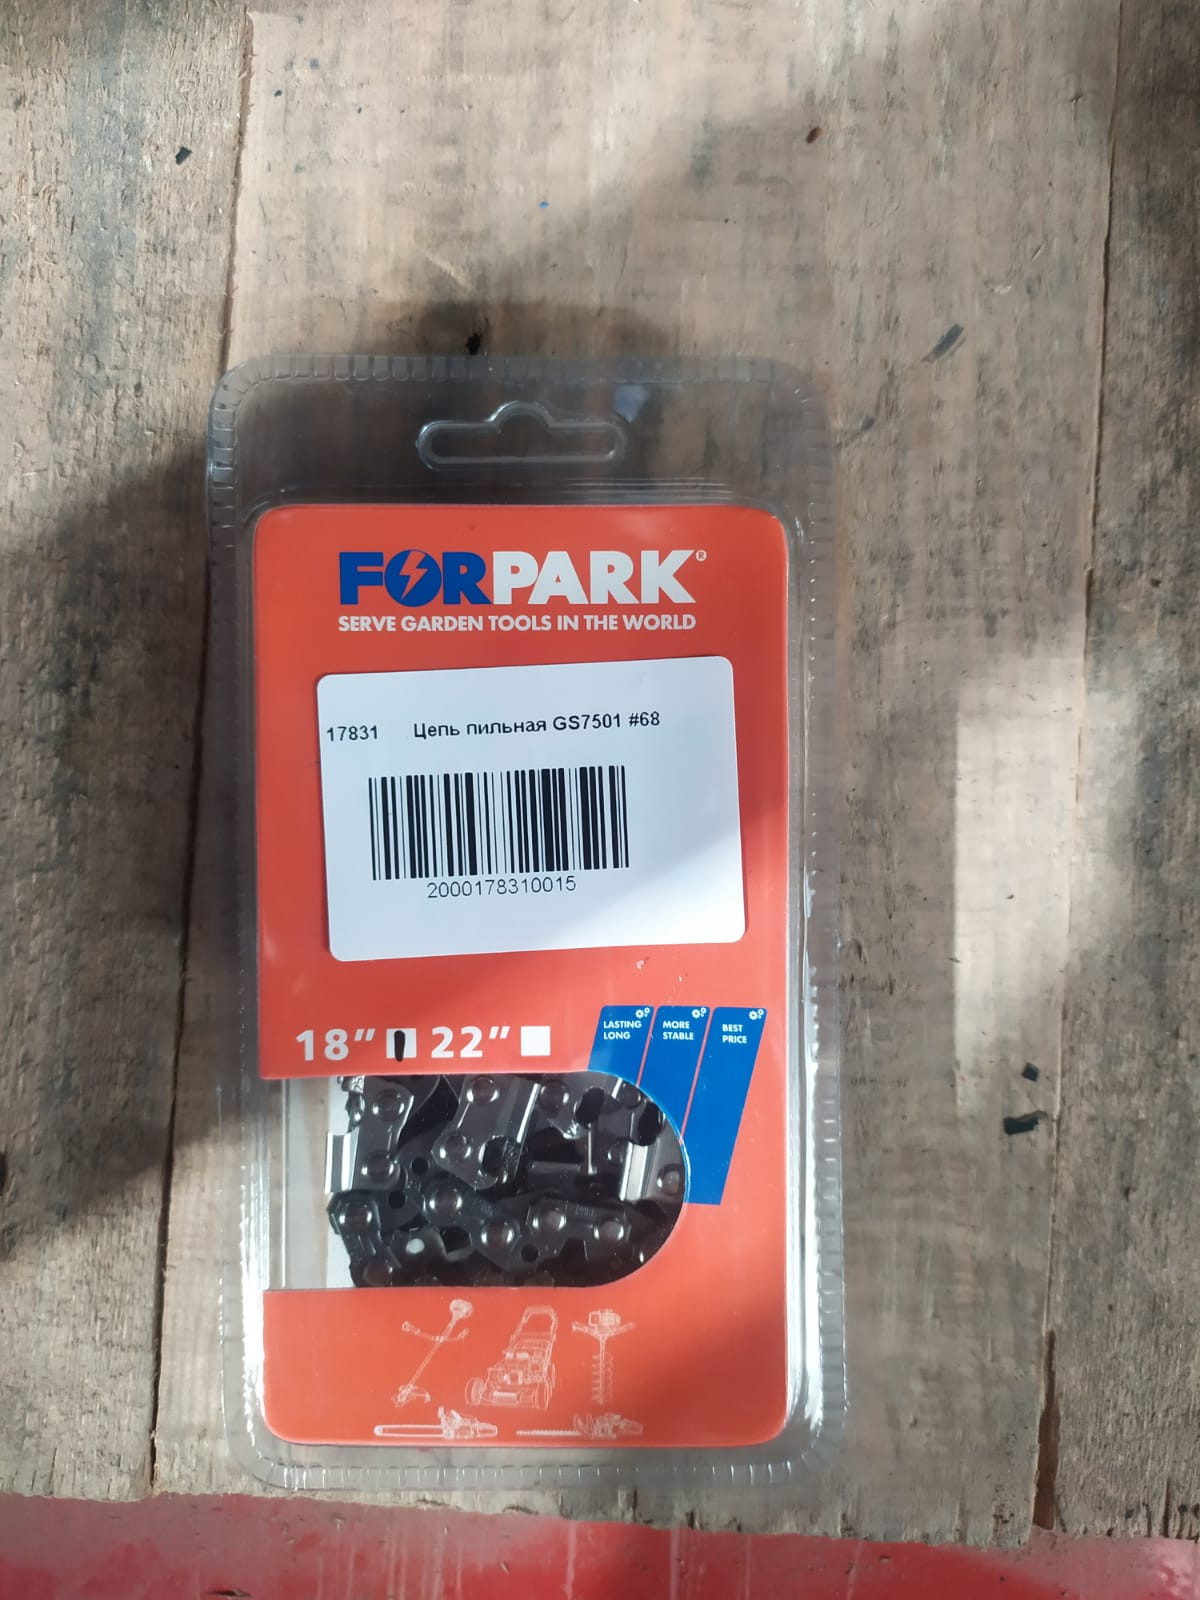 FORPARK®
SERVE GARDEN TOOLS IN THE WORLD
17831 Цепь пильная GS7501 #68
2000178310015
18” 22”
LASTING LONG
MORE STABLE
BEST PRICE